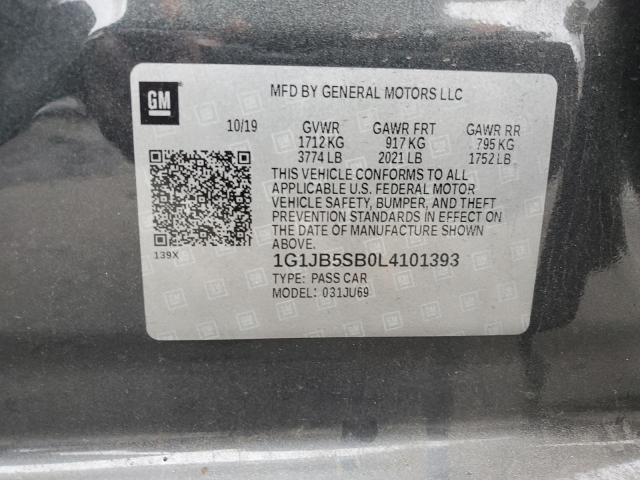 GM
MFD BY GENERAL MOTORS LLC
10/19 GVWR GAWR FRT GAWR RR
1712 KG 917 KG 795 KG
3774 LB 2021 LB 1752 LB
THIS VEHICLE CONFORMS TO ALL
APPLICABLE U.S. FEDERAL MOTOR
VEHICLE SAFETY, BUMPER, AND THEFT
PREVENTION STANDARDS IN EFFECT ON
THE DATE OF MANUFACTURE SHOWN
ABOVE.
139X
1G1JB5SB0L4101393
TYPE: PASS CAR
MODEL: 031JU69